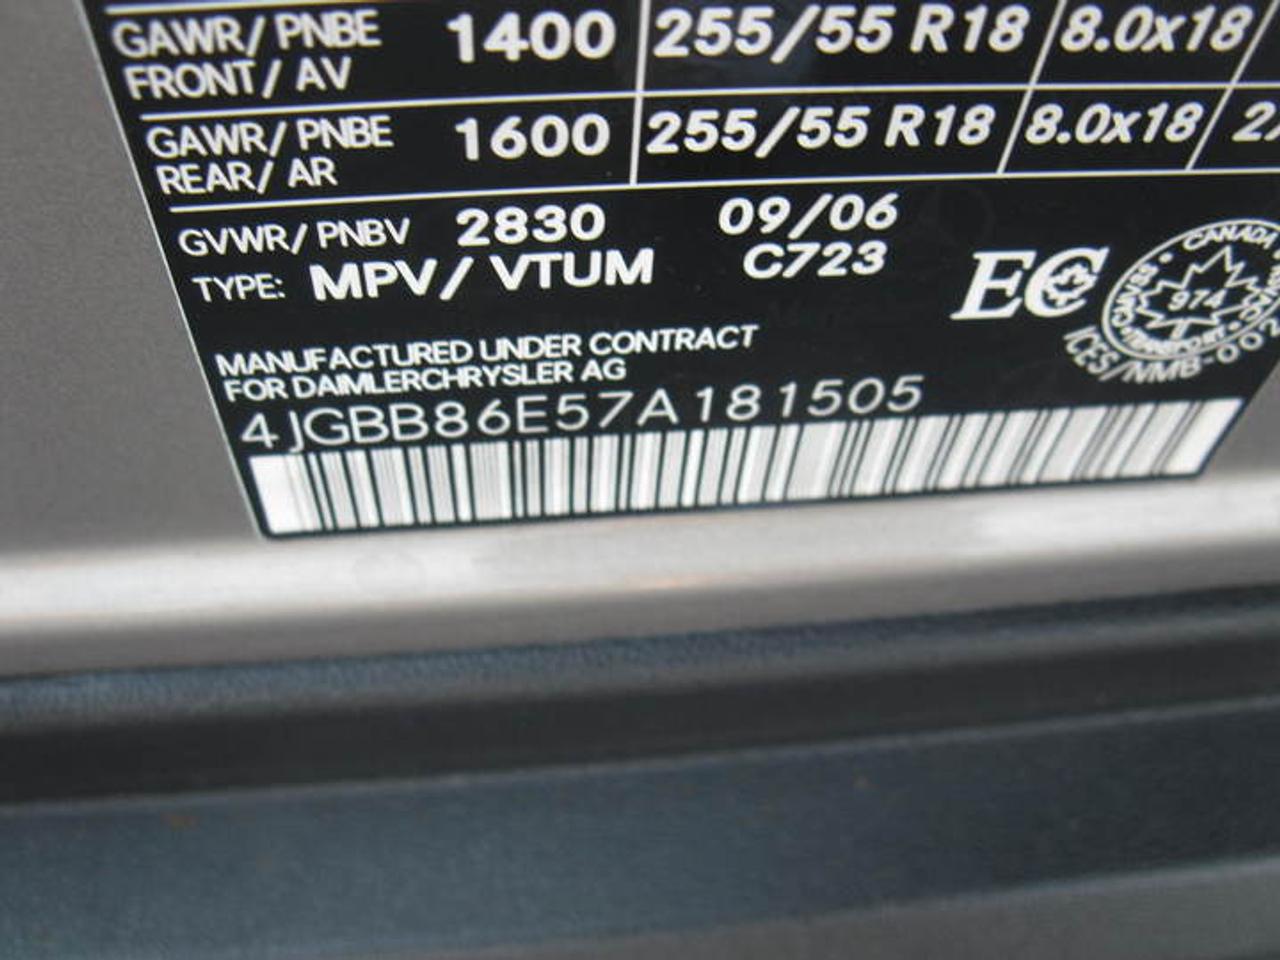 GAWR/ PNBE 1400 255/55 R18 8.0x18
FRONT/ AV
GAWR/ PNBE 1600 255/55 R18 8.0x18
REAR/ AR
GVWR/ PNBV 2830 09/06
TYPE: MPV/ VTUM C723
EC
CANADA
974
TRANSPORT
ICES/NMB-002
MANUFACTURED UNDER CONTRACT
FOR DAIMLERCHRYSLER AG
4JGBB86E57A181505